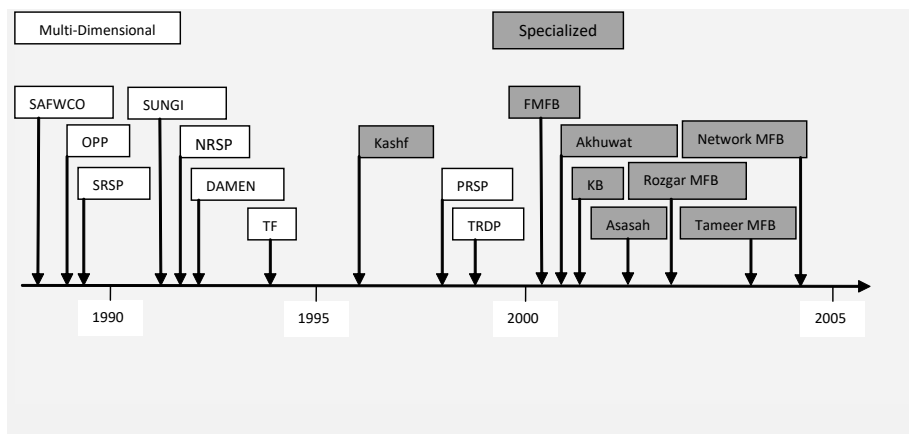 Multi-Dimensional
Specialized
SAFWCO
SUNGI
FMFB
OPP
NRSP
Kashf
Akhuwat
Network MFB
SRSP
DAMEN
PRSP
KB
Rozgar MFB
TF
TRDP
Asasah
Tameer MFB
1990
1995
2000
2005